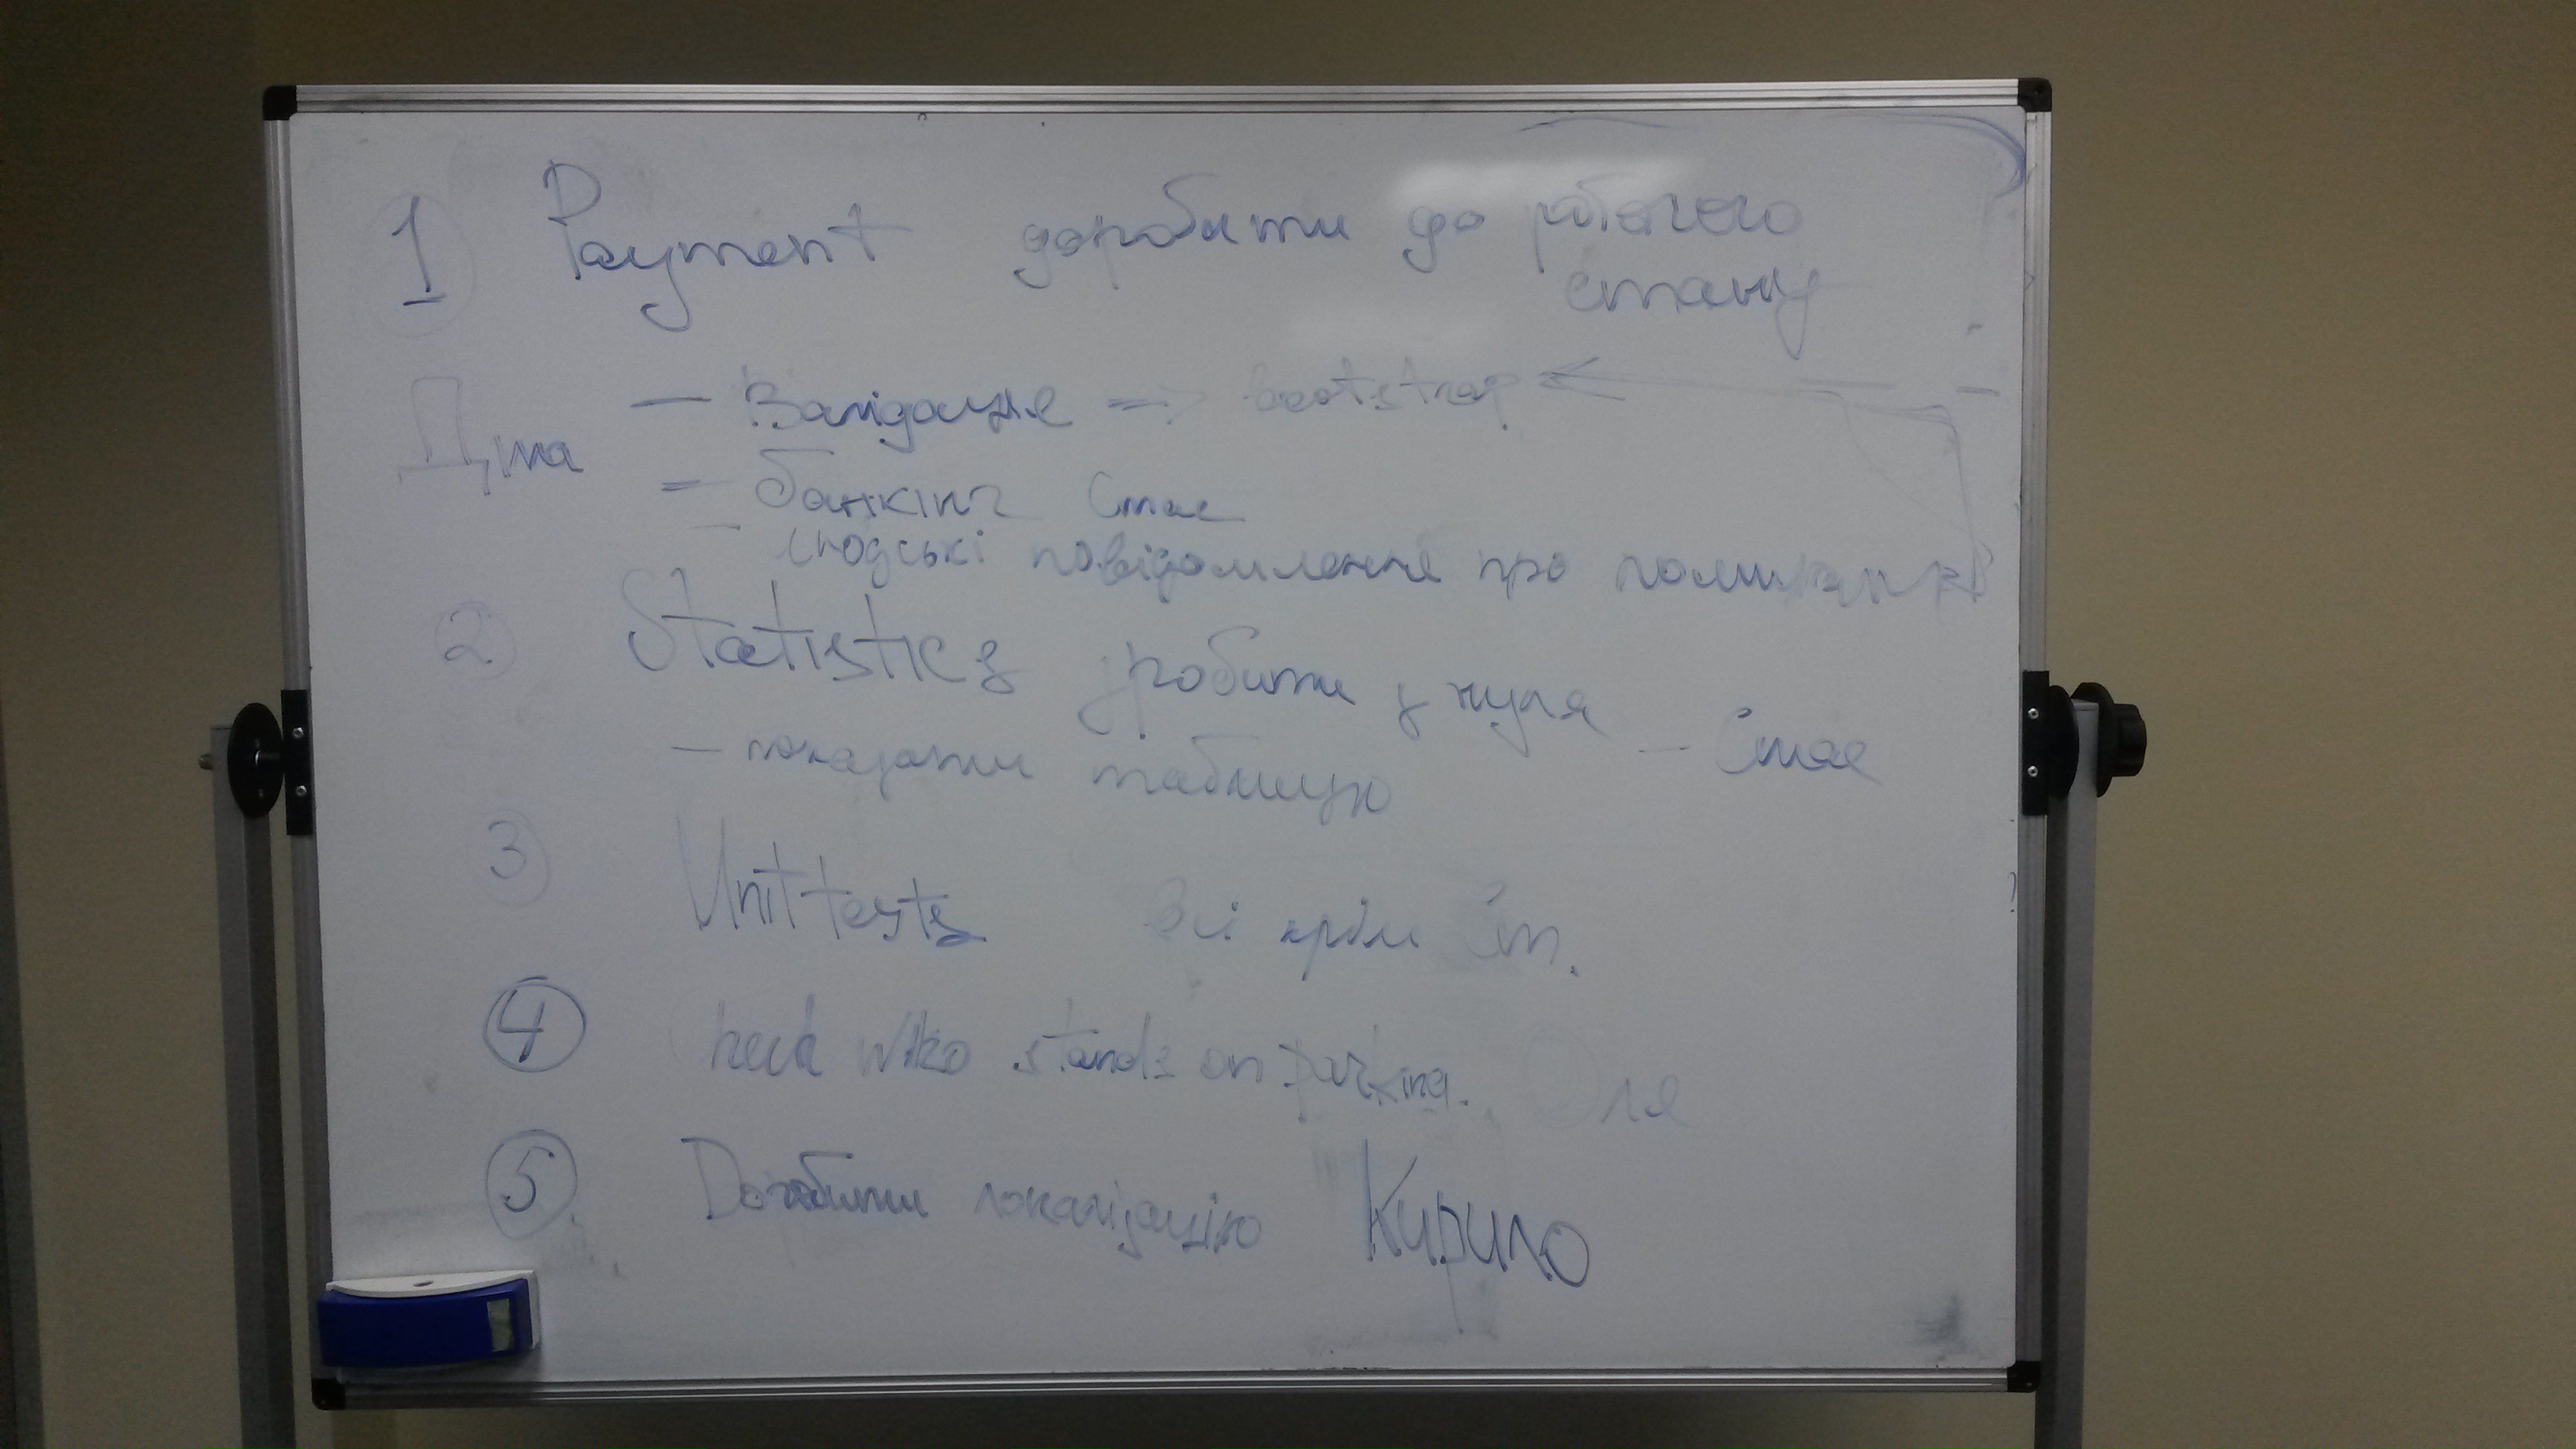 1 Payment доробити до робочого
стану
Діма – Валідація => bootstrap
– банкінг Стас
– людські повідомлення про помилки
2 Statistics зробити з нуля – Стас
– показати таблицю
3 Unit tests Всі крім Ст.
4 Check who stands on parking. Оля
5 Доробити локалізацію Кирило